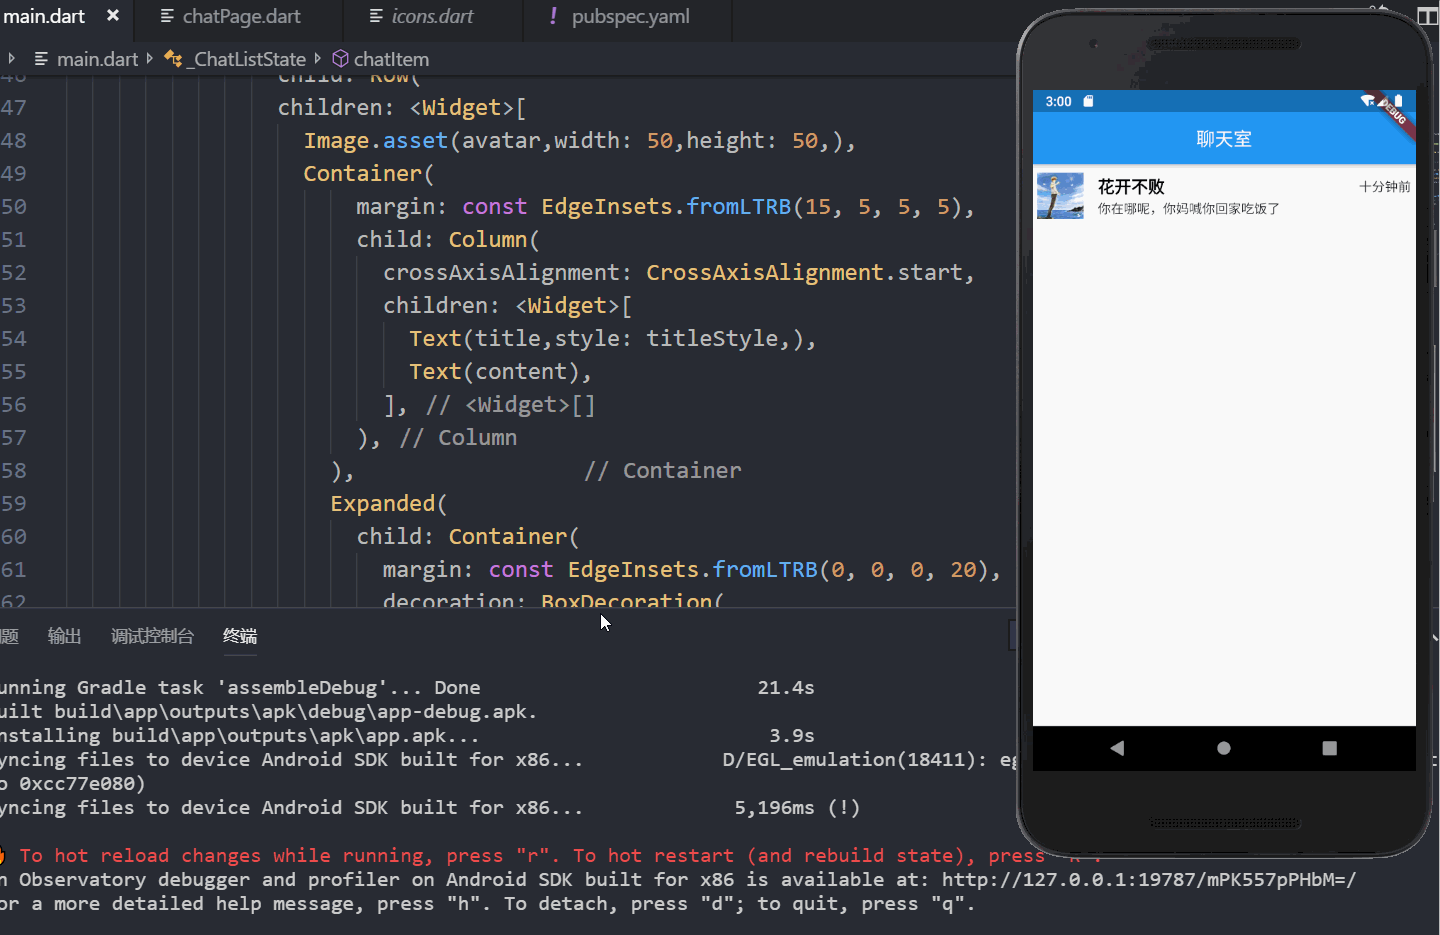 main.dart × chatPage.dart icons.dart ! pubspec.yaml
main.dart _ChatListState chatItem
46 child: Row(
47 children: <Widget>[
48 Image.asset(avatar,width: 50,height: 50,),
49 Container(
50 margin: const EdgeInsets.fromLTRB(15, 5, 5, 5),
51 child: Column(
52 crossAxisAlignment: CrossAxisAlignment.start,
53 children: <Widget>[
54 Text(title,style: titleStyle,),
55 Text(content),
56 ], // <Widget>[]
57 ), // Column
58 ), // Container
59 Expanded(
60 child: Container(
61 margin: const EdgeInsets.fromLTRB(0, 0, 0, 20),
62 decoration: BoxDecoration(
题 输出 调试控制台 终端
unning Gradle task 'assembleDebug'... Done 21.4s
uilt build\app\outputs\apk\debug\app-debug.apk.
nstalling build\app\outputs\apk\app.apk... 3.9s
yncing files to device Android SDK built for x86... D/EGL_emulation(18411): eg
o 0xcc77e080)
yncing files to device Android SDK built for x86... 5,196ms (!)
To hot reload changes while running, press "r". To hot restart (and rebuild state), press "R".
n Observatory debugger and profiler on Android SDK built for x86 is available at: http://127.0.0.1:19787/mPK557pPHbM=/
or a more detailed help message, press "h". To detach, press "d"; to quit, press "q".
3:00
DEBUG
聊天室
花开不败 十分钟前
你在哪呢，你妈喊你回家吃饭了